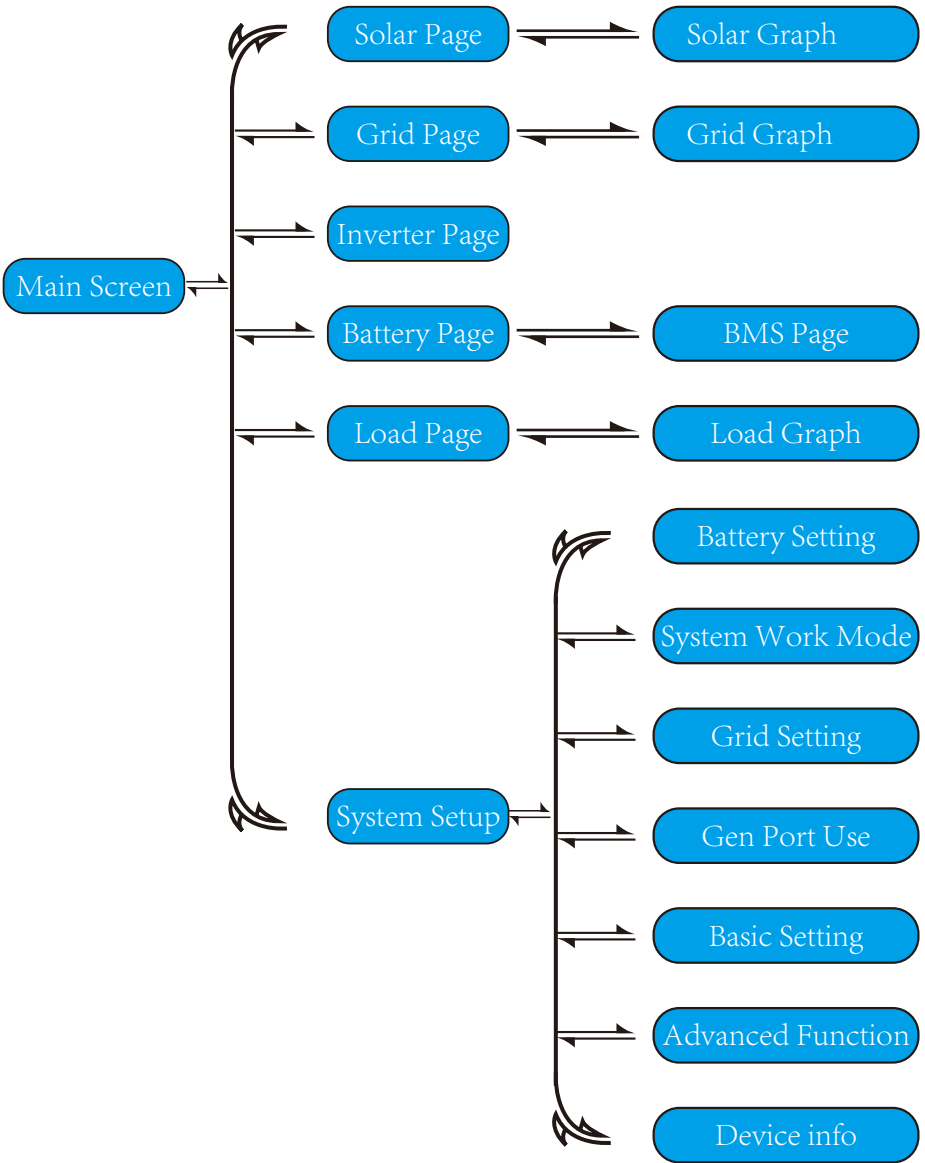 Solar Page
Solar Graph
Grid Page
Grid Graph
Inverter Page
Main Screen
Battery Page
BMS Page
Load Page
Load Graph
Battery Setting
System Work Mode
Grid Setting
System Setup
Gen Port Use
Basic Setting
Advanced Function
Device info